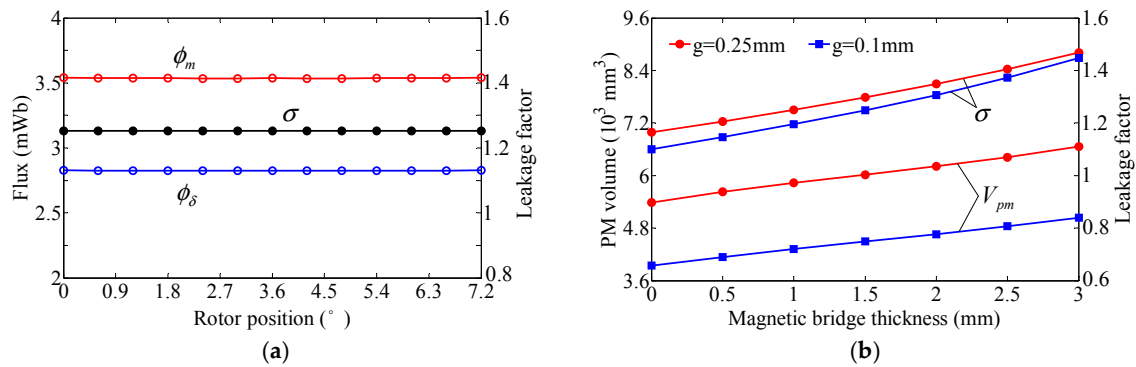 4
3.5
3
2.5
2
Flux (mWb)
ϕm
σ
ϕδ
1.6
1.4
1.2
1
0.8
Leakage factor
0 0.9 1.8 2.7 3.6 4.5 5.4 6.3 7.2
Rotor position (° )
(a)
9.6
8.4
7.2
6
4.8
3.6
PM volume (10³ mm³)
g=0.25mm g=0.1mm
σ
Vpm
1.6
1.4
1.2
1
0.8
0.6
Leakage factor
0 0.5 1 1.5 2 2.5 3
Magnetic bridge thickness (mm)
(b)